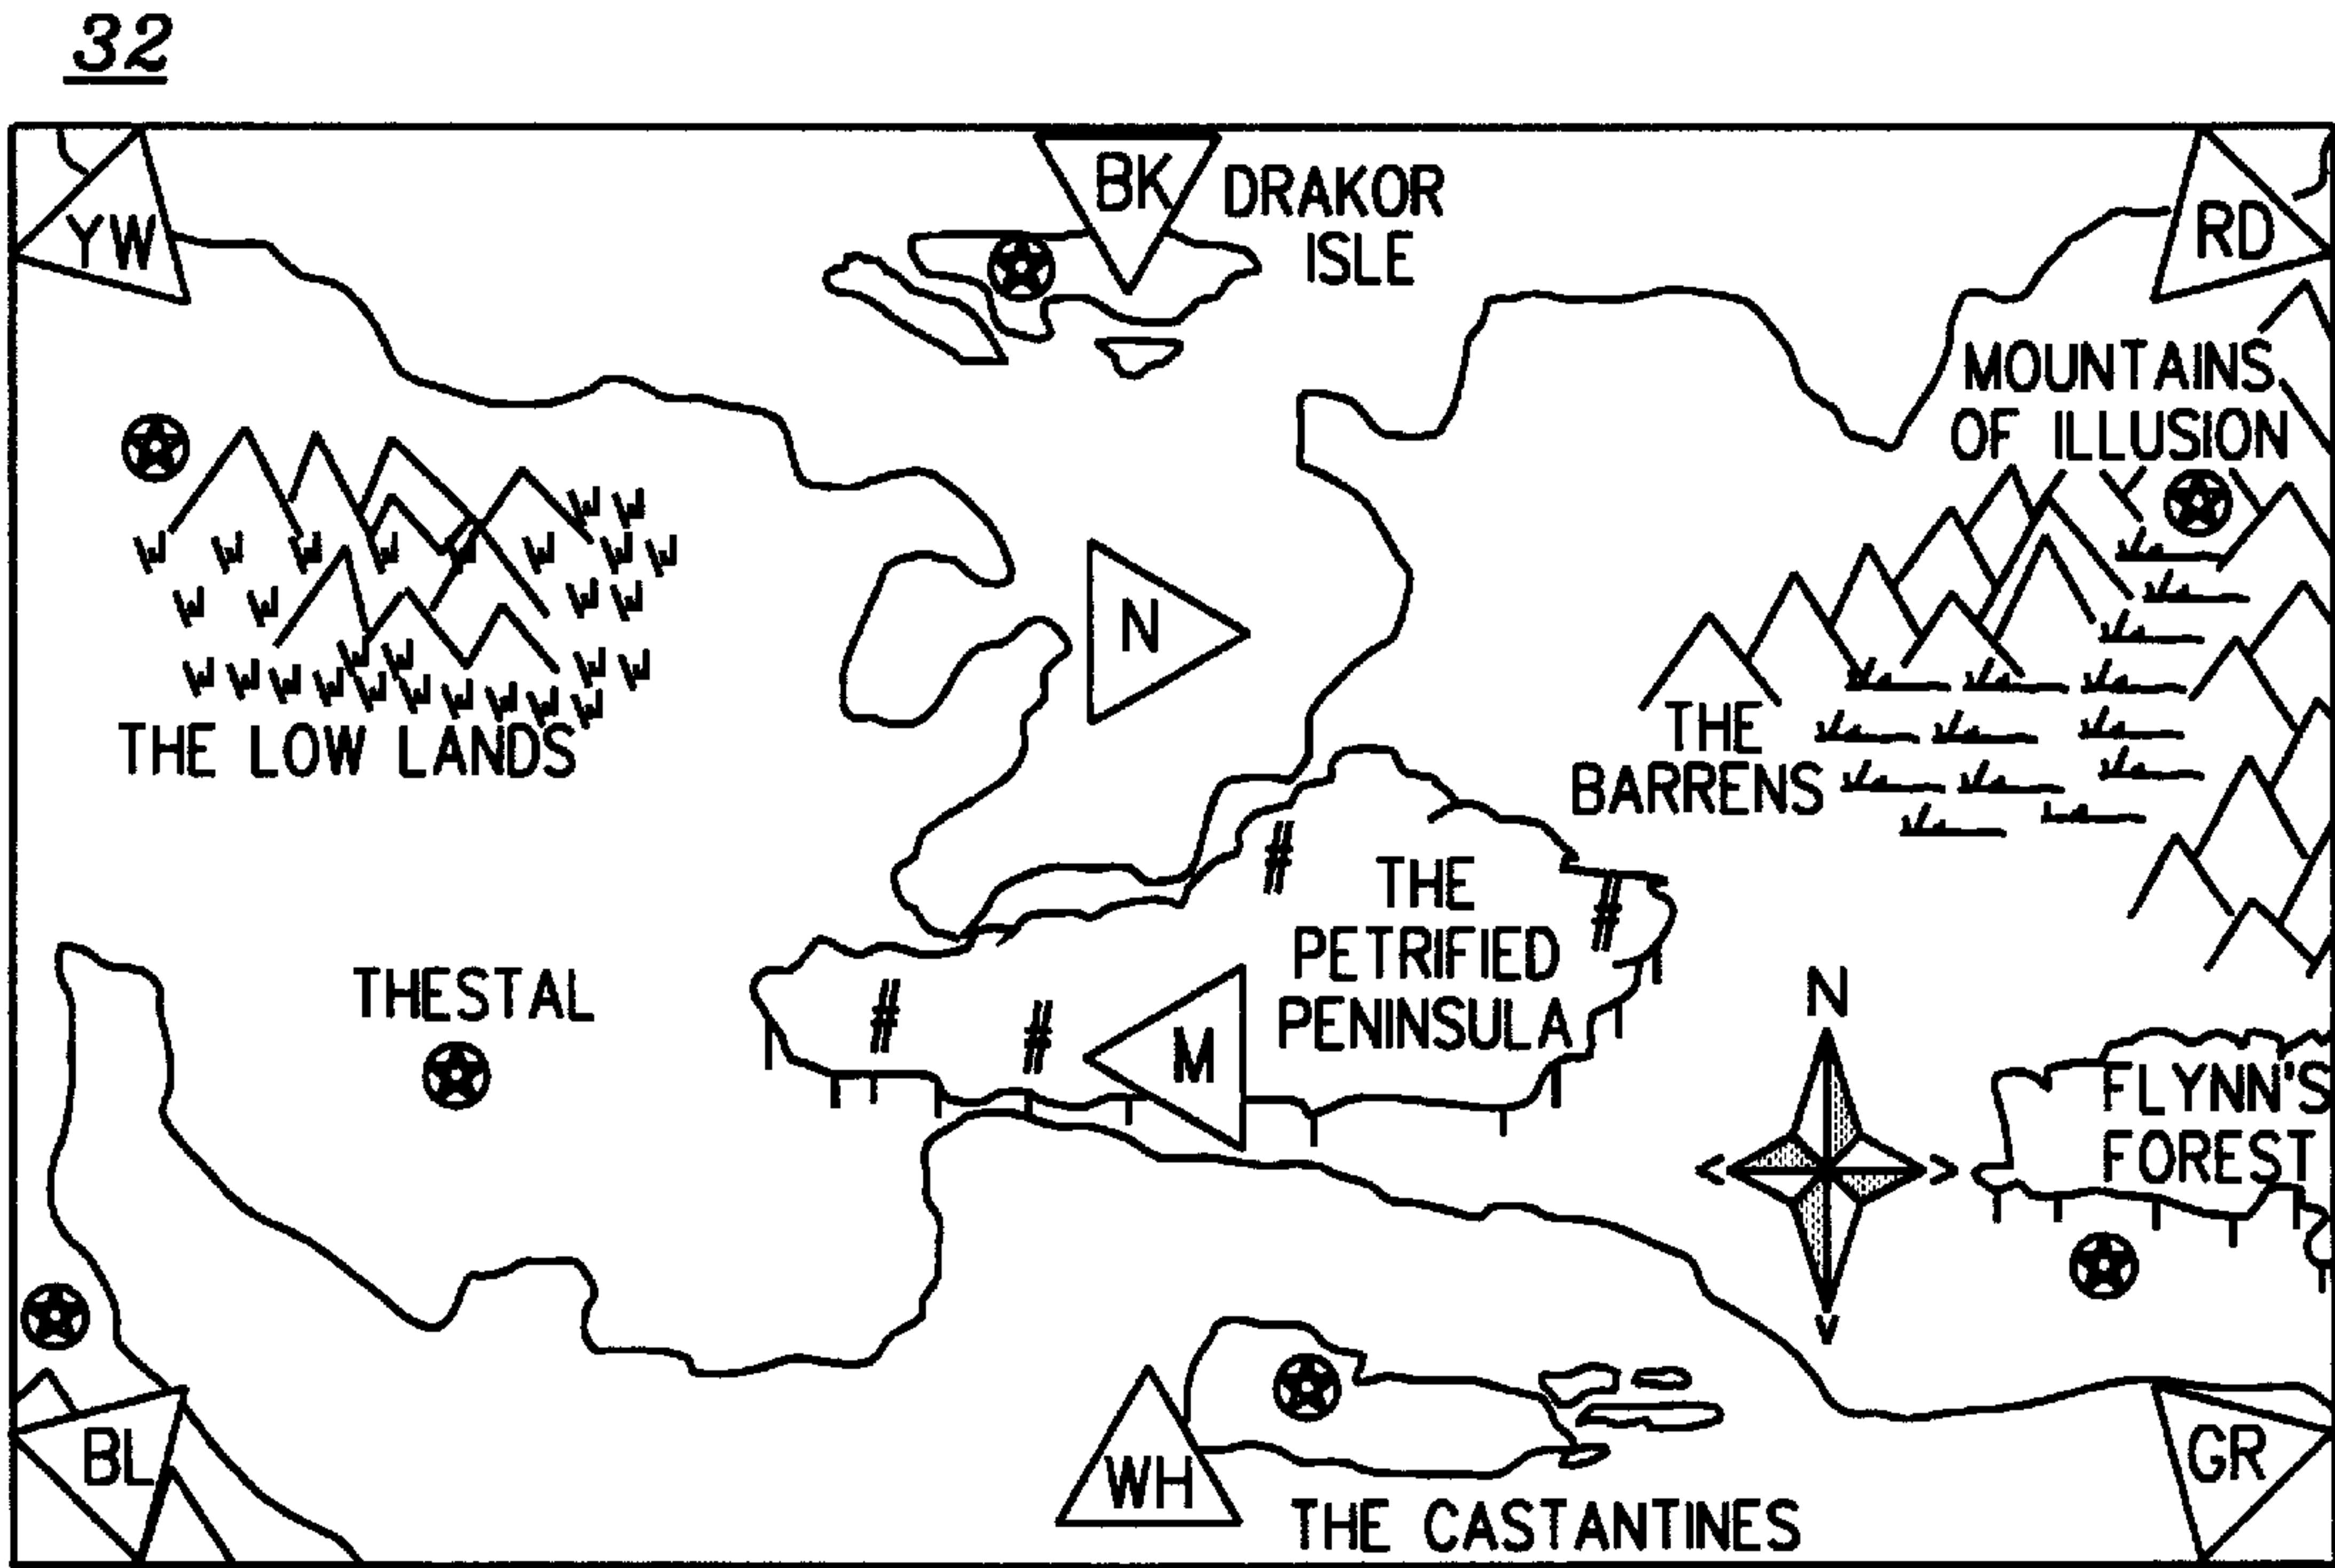 32
YW
BK
DRAKOR
ISLE
RD
MOUNTAINS
OF ILLUSION
N
THE LOW LANDS
THE
BARRENS
THE
PETRIFIED
PENINSULA
THESTAL
M
N
FLYNN'S
FOREST
BL
WH
GR
THE CASTANTINES